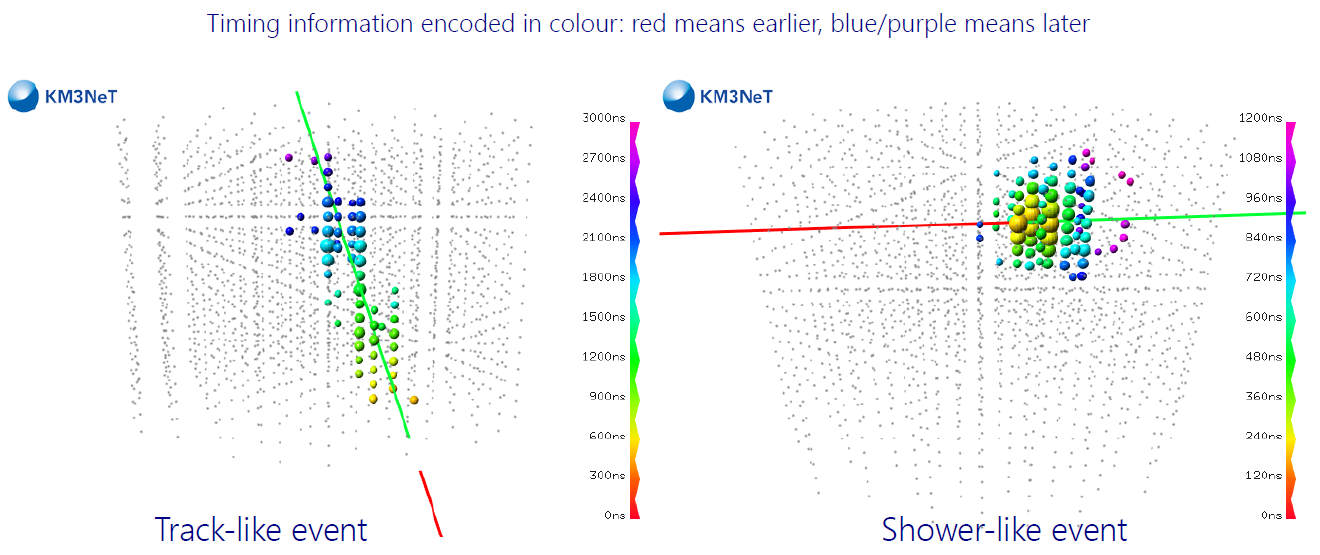 Timing information encoded in colour: red means earlier, blue/purple means later
KM3NeT
3000ns
2700ns
2400ns
2100ns
1800ns
1500ns
1200ns
900ns
600ns
300ns
0ns
Track-like event
KM3NeT
1200ns
1080ns
960ns
840ns
720ns
600ns
480ns
360ns
240ns
120ns
0ns
Shower-like event